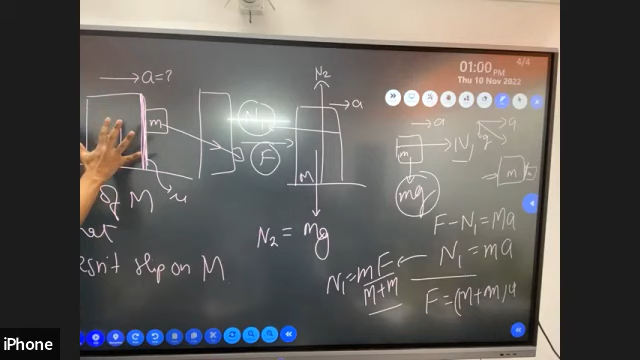 01:00 PM
Thu 10 Nov 2022
4/4
→ a = ?
m
μ
N₁
F
N₂
→ a
M
N₂ = Mg
→ a
m
N₁
mg
a
g
m
F - N₁ = Ma
N₁ = ma
N₁ = mF/(M+m)
F = (M+m)a
of M
esn't slip on M
iPhone